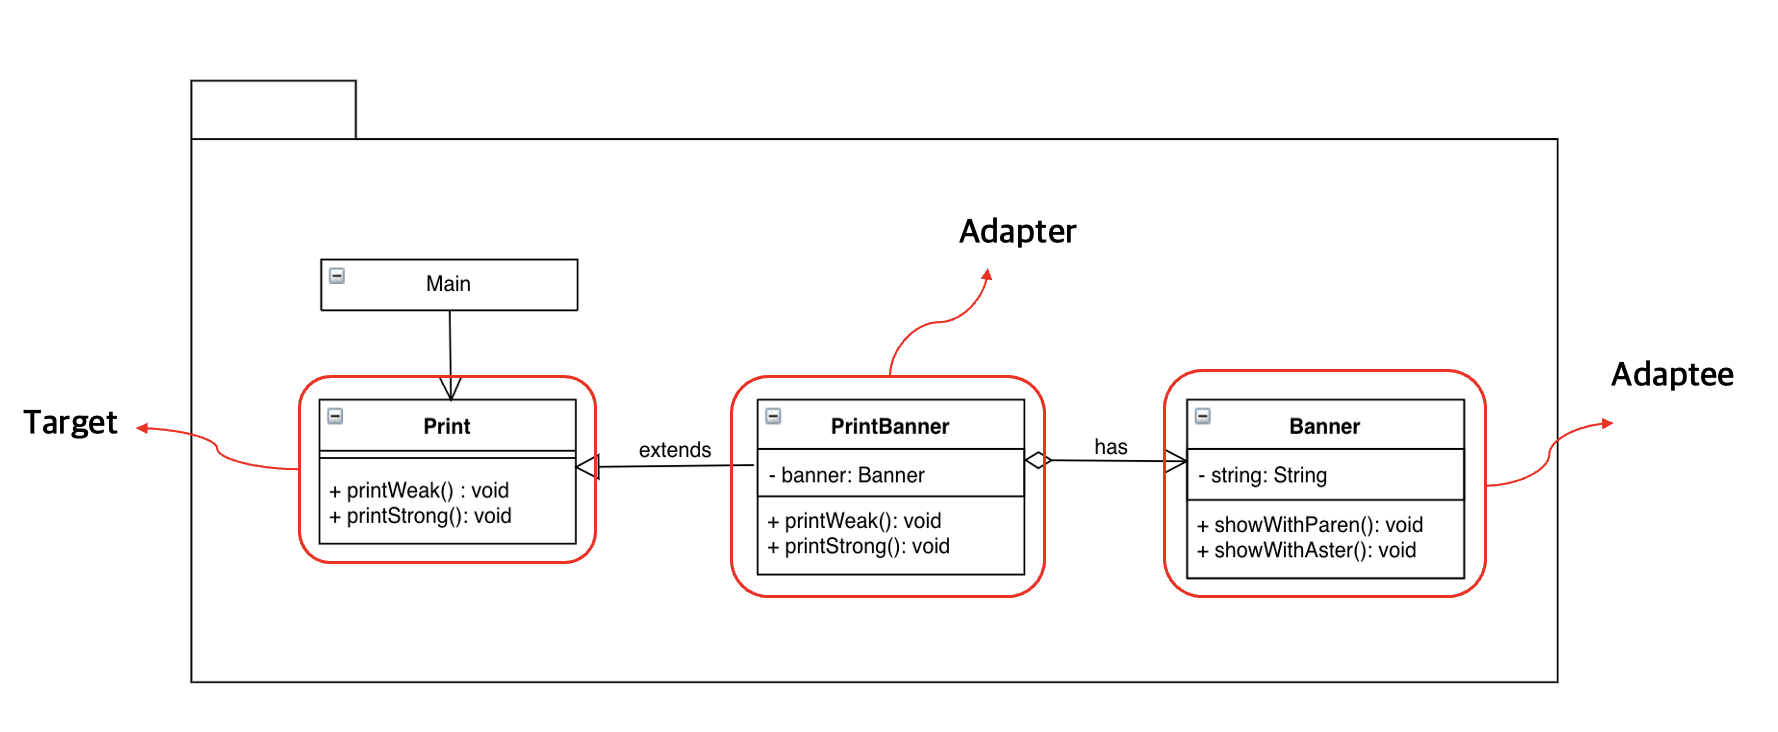 Adapter
Main
Adaptee
Target
Print
+ printWeak() : void
+ printStrong(): void
extends
PrintBanner
- banner: Banner
+ printWeak(): void
+ printStrong(): void
has
Banner
- string: String
+ showWithParen(): void
+ showWithAster(): void